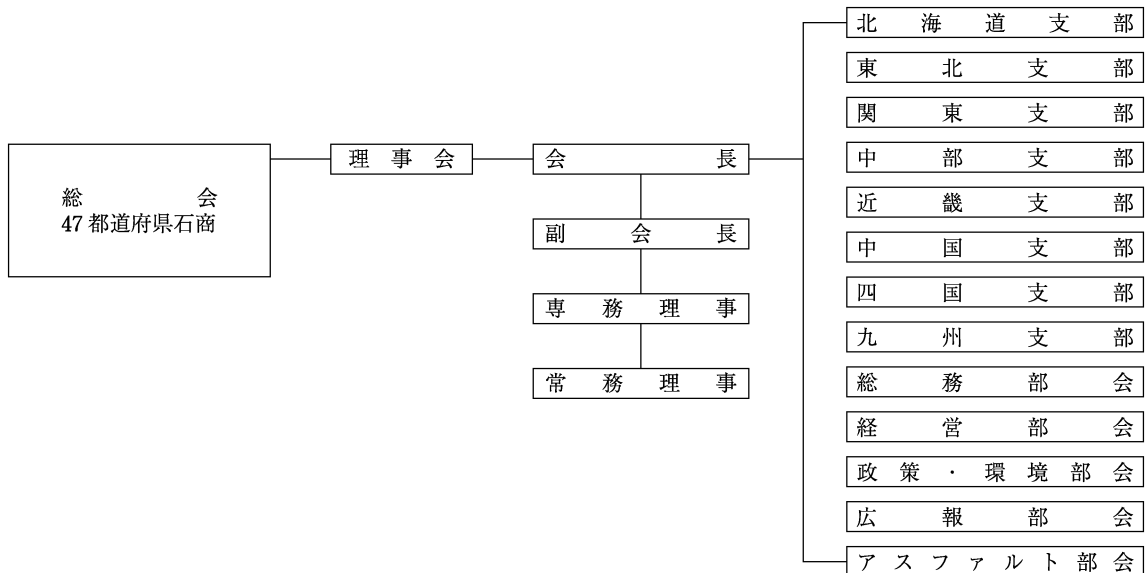 総会
47都道府県石商
理事会
会長
副会長
専務理事
常務理事
北海道支部
東北支部
関東支部
中部支部
近畿支部
中国支部
四国支部
九州支部
総務部会
経営部会
政策・環境部会
広報部会
アスファルト部会